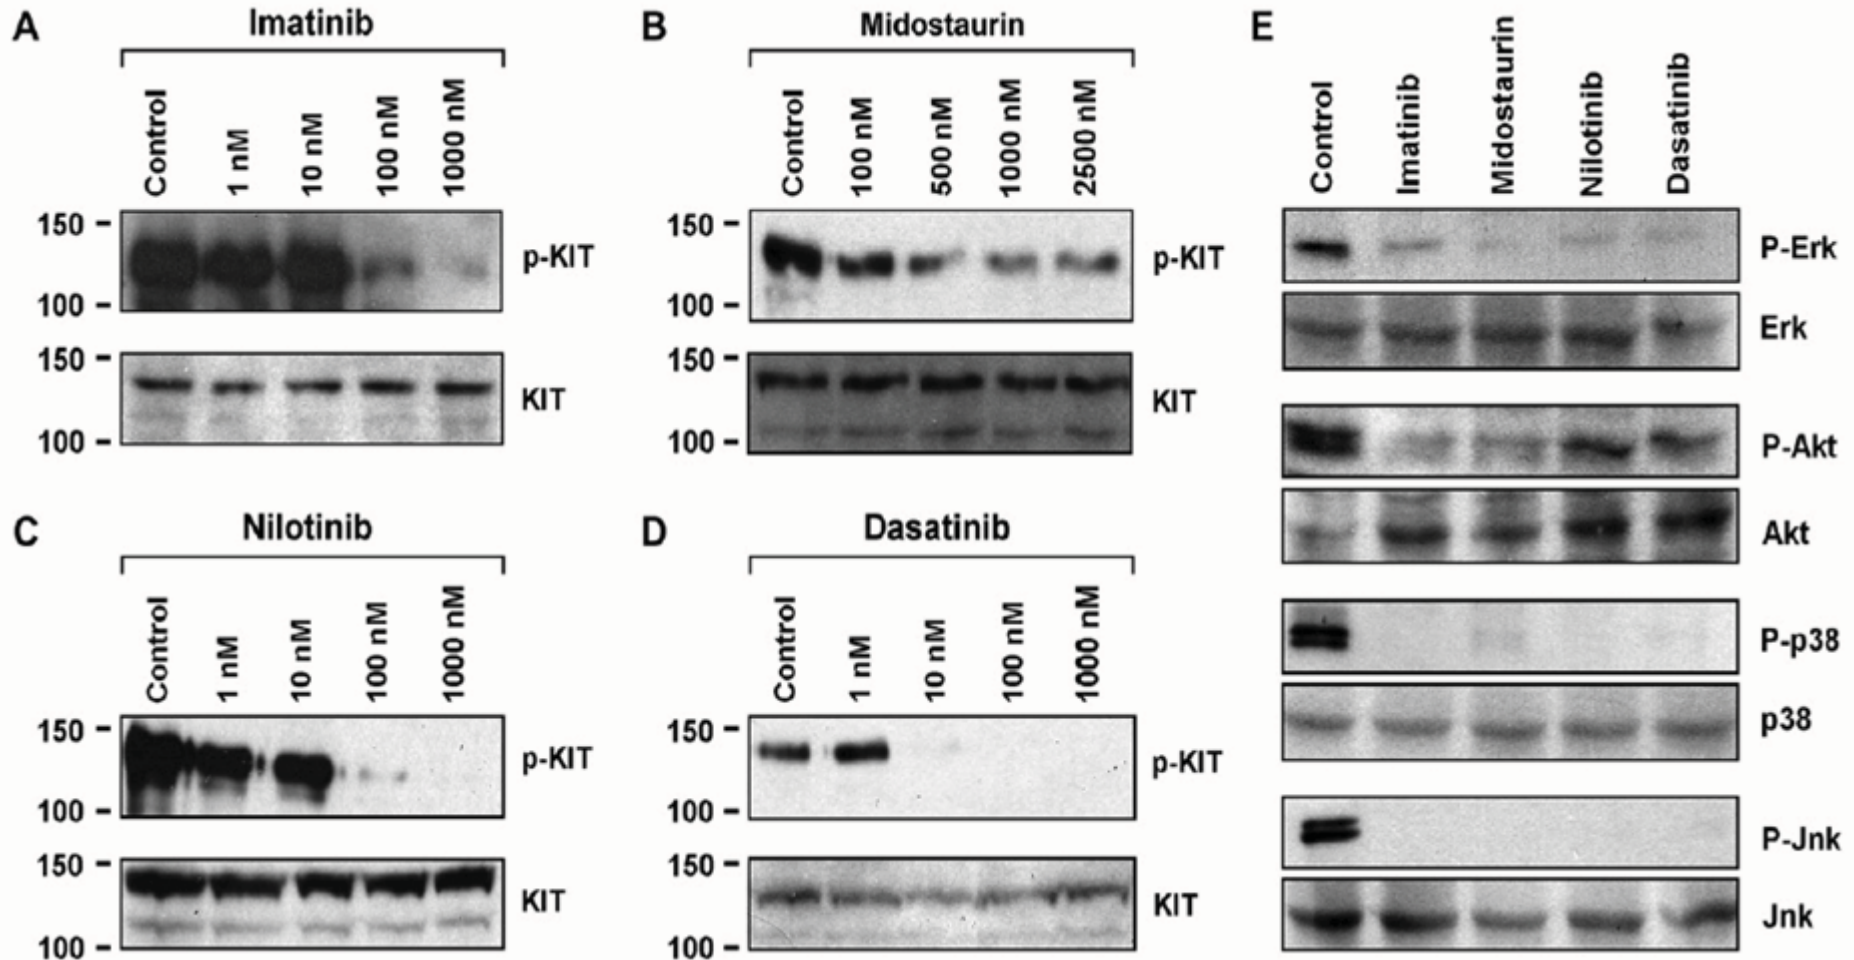 A
Imatinib
Control
1 nM
10 nM
100 nM
1000 nM
150
100
p-KIT
150
100
KIT
B
Midostaurin
Control
100 nM
500 nM
1000 nM
2500 nM
150
100
p-KIT
150
100
KIT
C
Nilotinib
Control
1 nM
10 nM
100 nM
1000 nM
150
100
p-KIT
150
100
KIT
D
Dasatinib
Control
1 nM
10 nM
100 nM
1000 nM
150
100
p-KIT
150
100
KIT
E
Control
Imatinib
Midostaurin
Nilotinib
Dasatinib
P-Erk
Erk
P-Akt
Akt
P-p38
p38
P-Jnk
Jnk